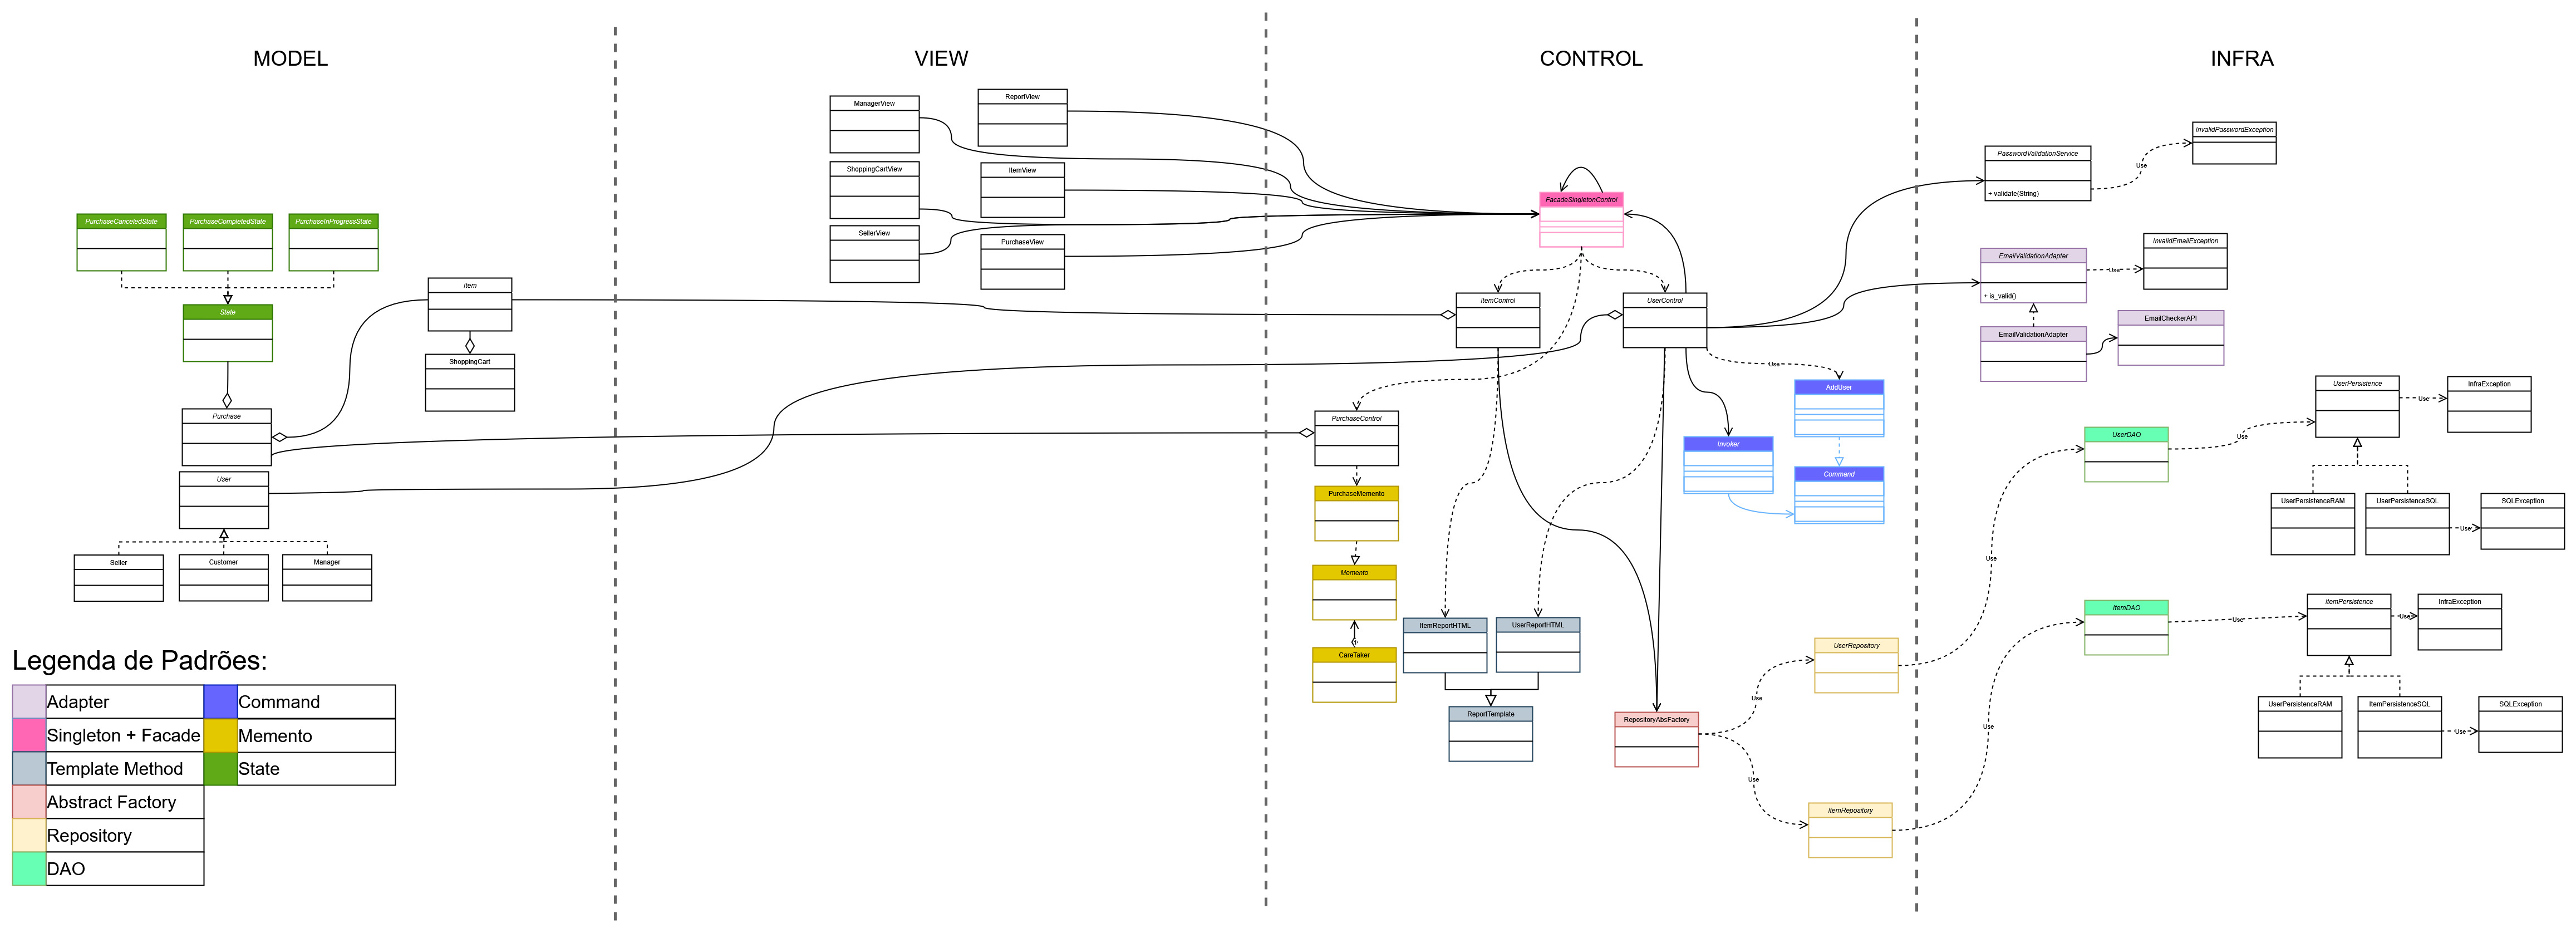 MODEL
VIEW
CONTROL
INFRA
PurchaseCanceledState
PurchaseCompletedState
PurchaseInProgressState
State
Item
ShoppingCart
Purchase
User
Seller
Customer
Manager
Legenda de Padrões:
Adapter
Command
Singleton + Facade
Memento
Template Method
State
Abstract Factory
Repository
DAO
ManagerView
ReportView
ShoppingCartView
ItemView
SellerView
PurchaseView
FacadeSingletonControl
ItemControl
UserControl
Use
AddUser
PurchaseControl
Invoker
Command
PurchaseMemento
Memento
CareTaker
ItemReportHTML
UserReportHTML
ReportTemplate
RepositoryAbsFactory
Use
Use
UserRepository
ItemRepository
Use
Use
PasswordValidationService
+ validate(String)
Use
InvalidPasswordException
EmailValidationAdapter
+ is_valid()
Use
InvalidEmailException
EmailValidationAdapter
EmailCheckerAPI
UserDAO
Use
UserPersistence
Use
InfraException
UserPersistenceRAM
UserPersistenceSQL
Use
SQLException
ItemDAO
Use
ItemPersistence
Use
InfraException
UserPersistenceRAM
ItemPersistenceSQL
Use
SQLException